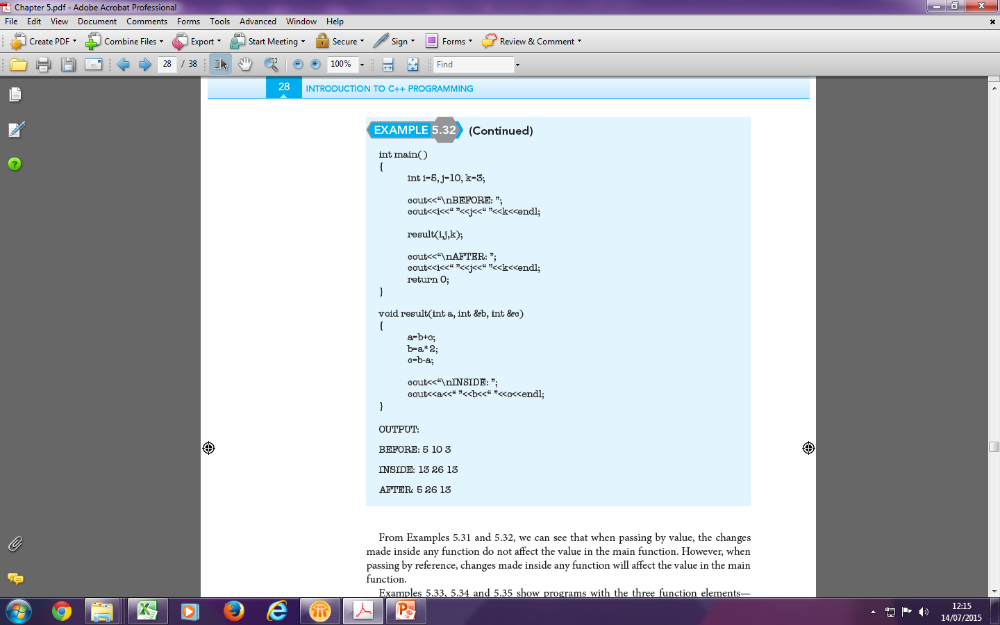 Chapter 5.pdf - Adobe Acrobat Professional
File Edit View Document Comments Forms Tools Advanced Window Help
Create PDF Combine Files Export Start Meeting Secure Sign Forms Review & Comment
28 / 38 100% Find
28 INTRODUCTION TO C++ PROGRAMMING
EXAMPLE 5.32 (Continued)
int main( )
{
int i=5, j=10, k=3;
cout<<“\nBEFORE: ”;
cout<<i<<“ ”<<j<<“ ”<<k<<endl;
result(i,j,k);
cout<<“\nAFTER: ”;
cout<<i<<“ ”<<j<<“ ”<<k<<endl;
return 0;
}
void result(int a, int &b, int &c)
{
a=b+c;
b=a*2;
c=b-a;
cout<<“\nINSIDE: ”;
cout<<a<<“ ”<<b<<“ ”<<c<<endl;
}
OUTPUT:
BEFORE: 5 10 3
INSIDE: 13 26 13
AFTER: 5 26 13
From Examples 5.31 and 5.32, we can see that when passing by value, the changes
made inside any function do not affect the value in the main function. However, when
passing by reference, changes made inside any function will affect the value in the main
function.
Examples 5.33, 5.34 and 5.35 show programs with the three function elements—
12:15
14/07/2015